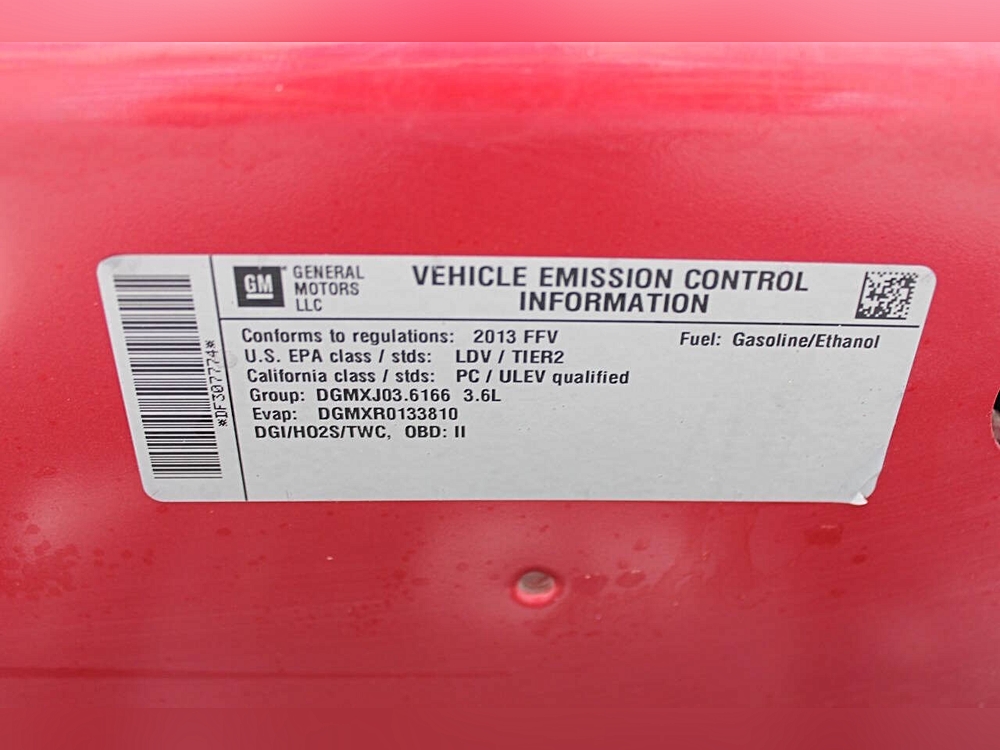 *DF307774*
GM
GENERAL
MOTORS
LLC
VEHICLE EMISSION CONTROL
INFORMATION
Conforms to regulations: 2013 FFV
Fuel: Gasoline/Ethanol
U.S. EPA class / stds: LDV / TIER2
California class / stds: PC / ULEV qualified
Group: DGMXJ03.6166 3.6L
Evap: DGMXR0133810
DGI/HO2S/TWC, OBD: II